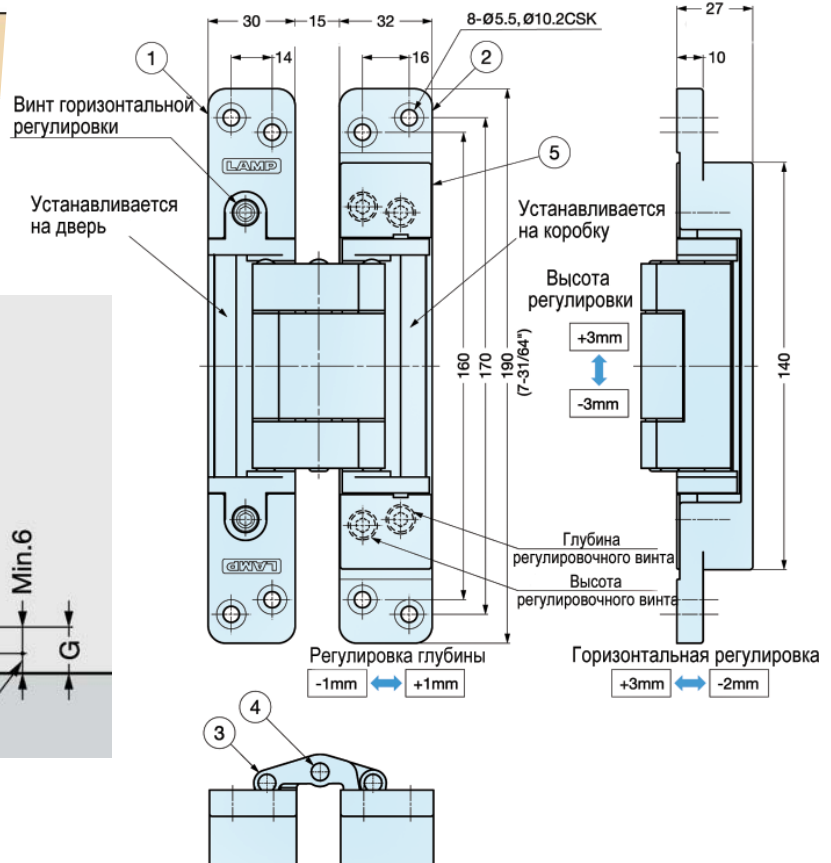 30
15
32
8-Ø5.5, Ø10.2CSK
27
14
16
10
1
2
Винт горизонтальной
регулировки
LAMP
5
Устанавливается
на дверь
Устанавливается
на коробку
Высота
регулировки
+3mm
-3mm
160
170
190
(7-31/64")
140
Min.6
G
Глубина
регулировочного винта
Высота
регулировочного винта
LAMP
Регулировка глубины
-1mm
+1mm
Горизонтальная регулировка
+3mm
-2mm
4
3